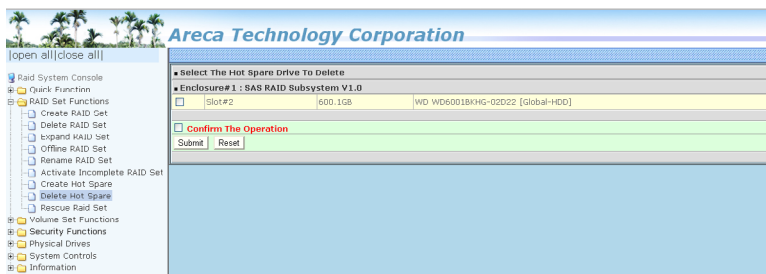 Areca Technology Corporation
|open all|close all|
Raid System Console
Quick Function
RAID Set Functions
Create RAID Set
Delete RAID Set
Expand RAID Set
Offline RAID Set
Rename RAID Set
Activate Incomplete RAID Set
Create Hot Spare
Delete Hot Spare
Rescue Raid Set
Volume Set Functions
Security Functions
Physical Drives
System Controls
Information
▪ Select The Hot Spare Drive To Delete
▪ Enclosure#1 : SAS RAID Subsystem V1.0
Slot#2 600.1GB WD WD6001BKHG-02D22 [Global-HDD]
Confirm The Operation
Submit Reset